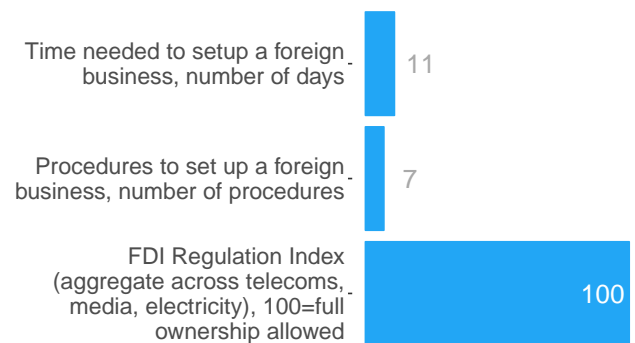 Time needed to setup a foreign
business, number of days
11
Procedures to set up a foreign
business, number of procedures
7
FDI Regulation Index
(aggregate across telecoms,
media, electricity), 100=full
ownership allowed
100